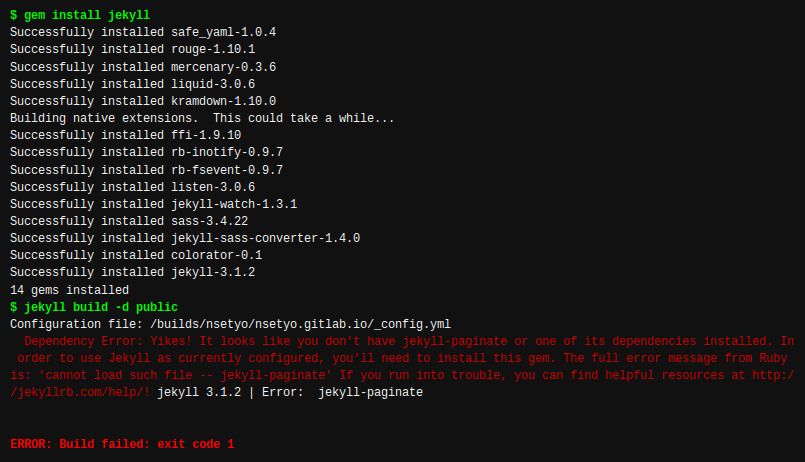 $ gem install jekyll
Successfully installed safe_yaml-1.0.4
Successfully installed rouge-1.10.1
Successfully installed mercenary-0.3.6
Successfully installed liquid-3.0.6
Successfully installed kramdown-1.10.0
Building native extensions.  This could take a while...
Successfully installed ffi-1.9.10
Successfully installed rb-inotify-0.9.7
Successfully installed rb-fsevent-0.9.7
Successfully installed listen-3.0.6
Successfully installed jekyll-watch-1.3.1
Successfully installed sass-3.4.22
Successfully installed jekyll-sass-converter-1.4.0
Successfully installed colorator-0.1
Successfully installed jekyll-3.1.2
14 gems installed
$ jekyll build -d public
Configuration file: /builds/nsetyo/nsetyo.gitlab.io/_config.yml
  Dependency Error: Yikes! It looks like you don't have jekyll-paginate or one of its dependencies installed. In
 order to use Jekyll as currently configured, you'll need to install this gem. The full error message from Ruby
is: 'cannot load such file -- jekyll-paginate' If you run into trouble, you can find helpful resources at http:/
/jekyllrb.com/help/! jekyll 3.1.2 | Error:  jekyll-paginate
ERROR: Build failed: exit code 1